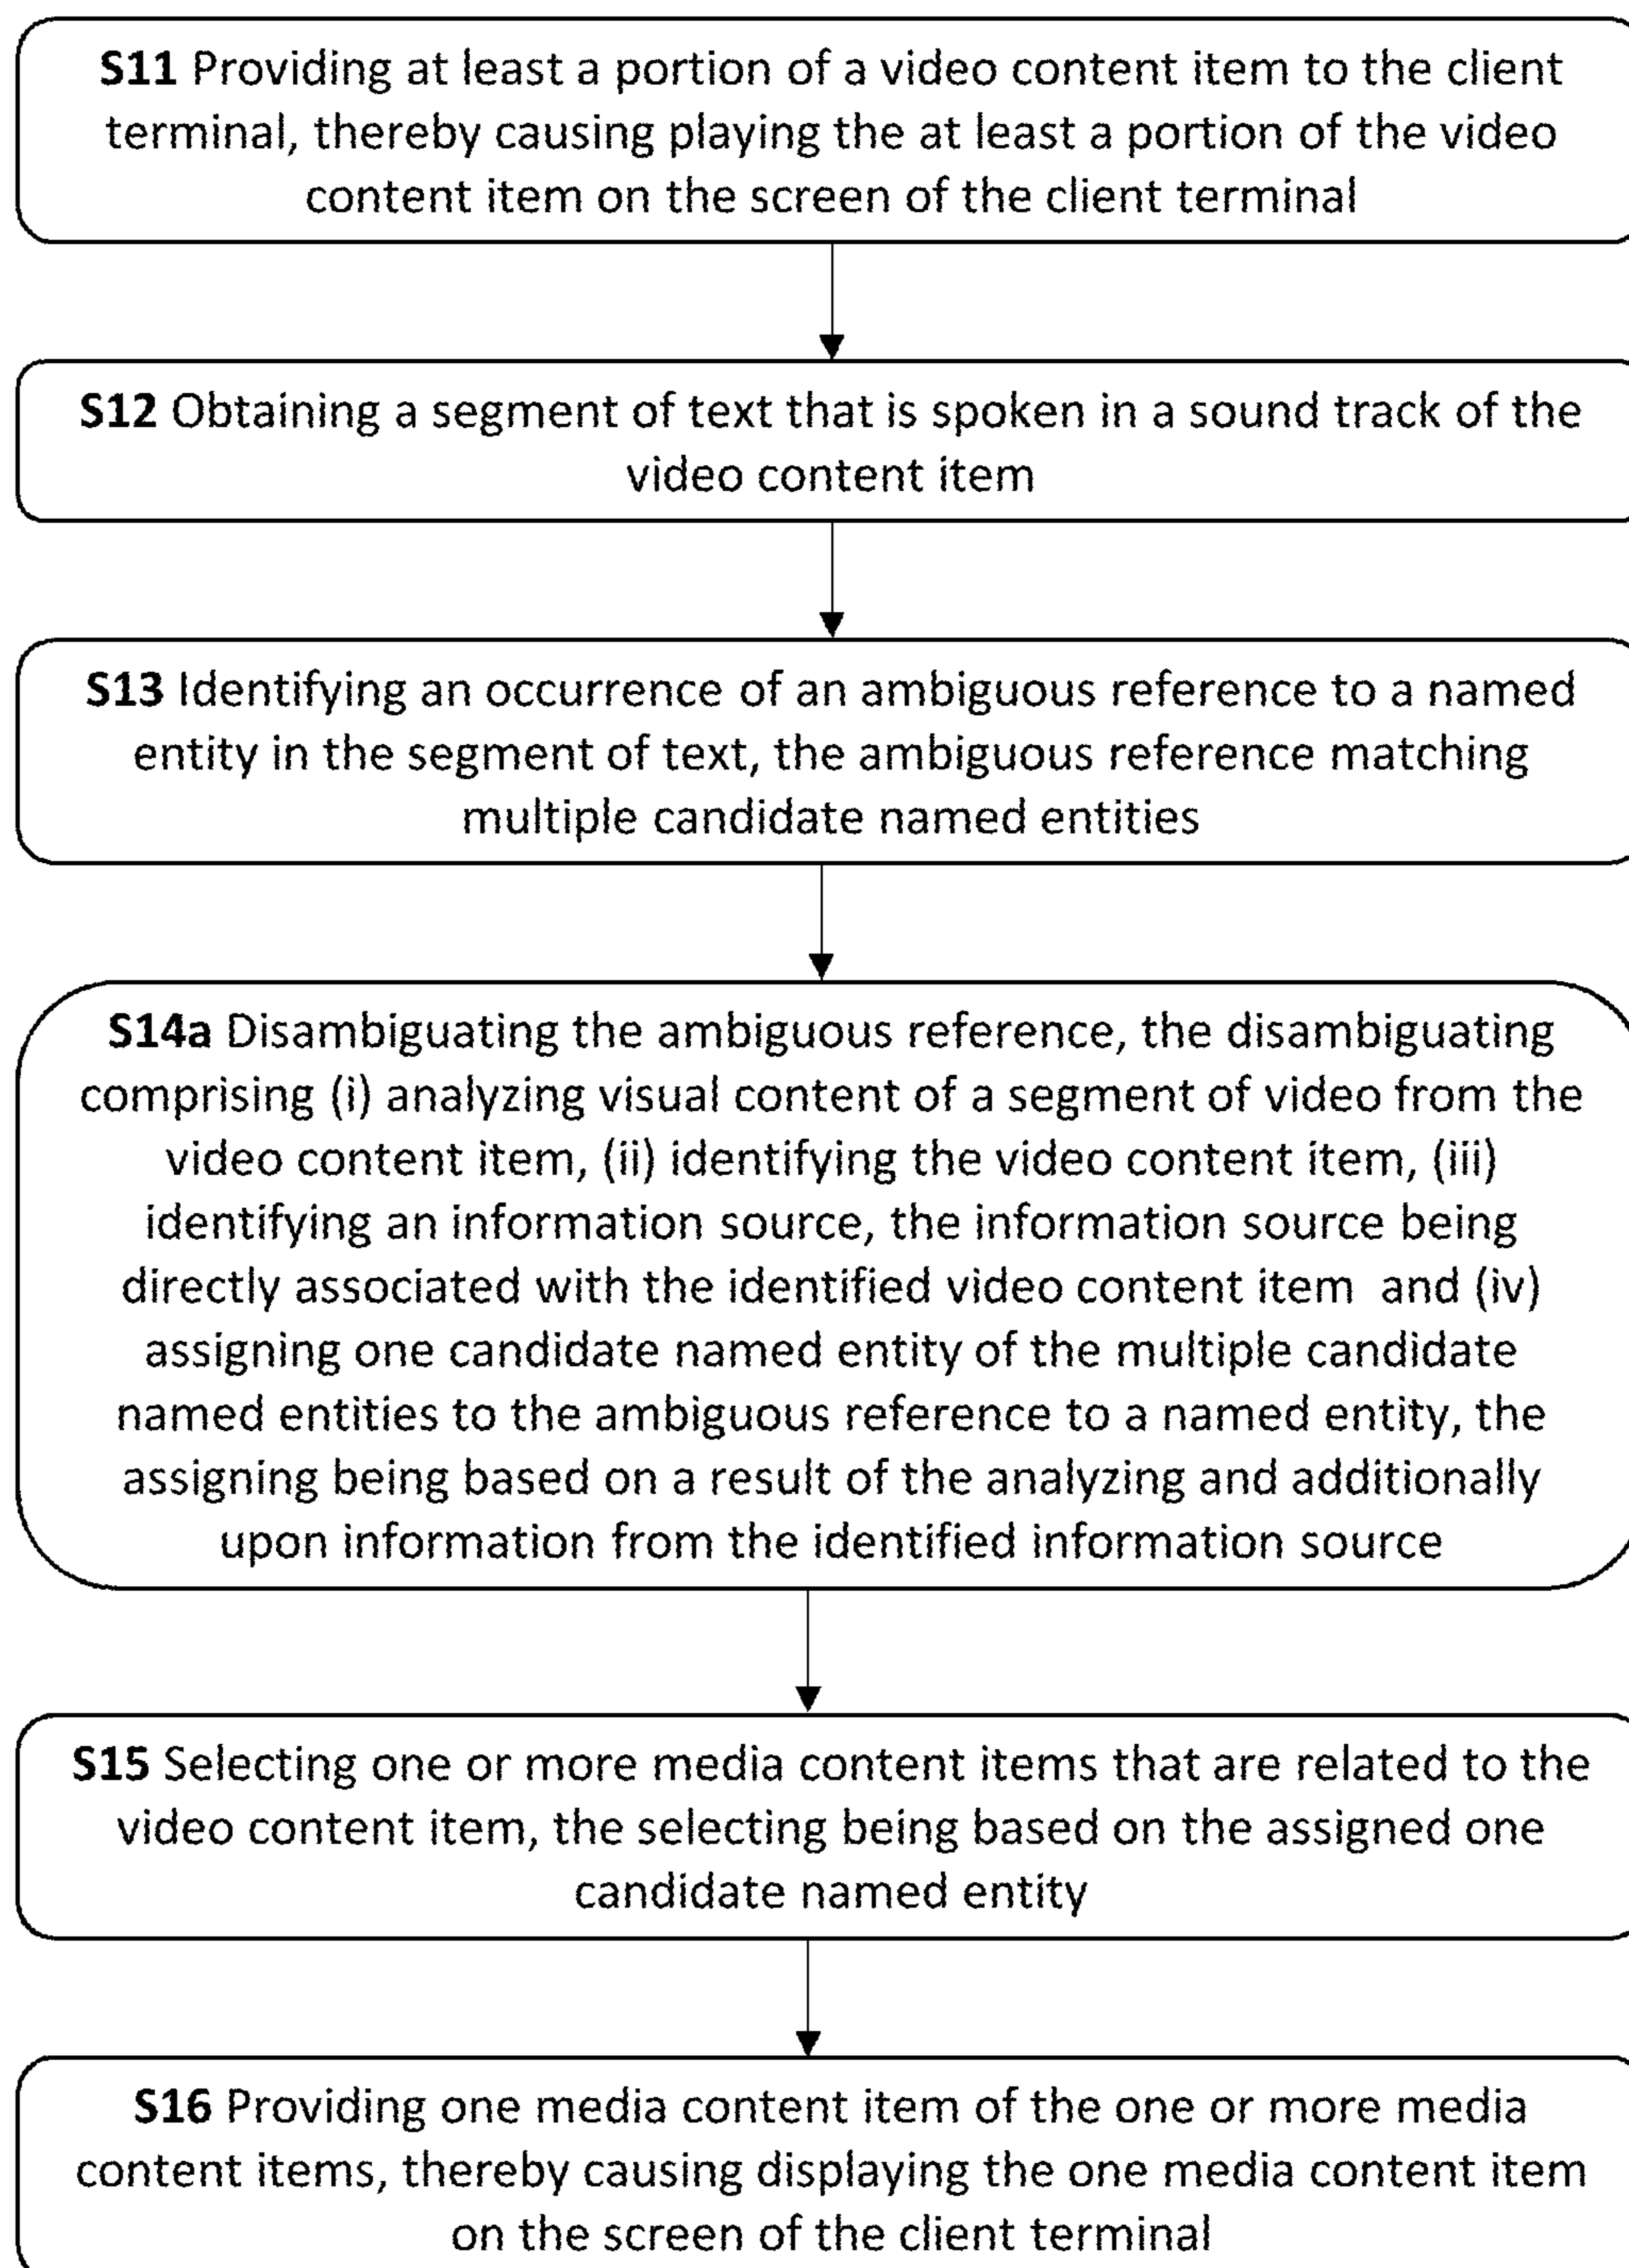 S11 Providing at least a portion of a video content item to the client
terminal, thereby causing playing the at least a portion of the video
content item on the screen of the client terminal
S12 Obtaining a segment of text that is spoken in a sound track of the
video content item
S13 Identifying an occurrence of an ambiguous reference to a named
entity in the segment of text, the ambiguous reference matching
multiple candidate named entities
S14a Disambiguating the ambiguous reference, the disambiguating
comprising (i) analyzing visual content of a segment of video from the
video content item, (ii) identifying the video content item, (iii)
identifying an information source, the information source being
directly associated with the identified video content item and (iv)
assigning one candidate named entity of the multiple candidate
named entities to the ambiguous reference to a named entity, the
assigning being based on a result of the analyzing and additionally
upon information from the identified information source
S15 Selecting one or more media content items that are related to the
video content item, the selecting being based on the assigned one
candidate named entity
S16 Providing one media content item of the one or more media
content items, thereby causing displaying the one media content item
on the screen of the client terminal